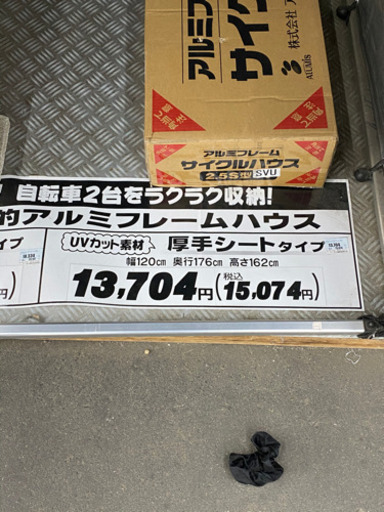 アルミフレ
サイク
株式会社 ア
ALUMIS
アルミフレーム
サイクルハウス
2.5S型 SVU
自転車2台をラクラク収納!
的アルミフレームハウス
イプ
UVカット素材 厚手シートタイプ
幅120cm 奥行176cm 高さ162cm
税込
13,704円(15,074円)